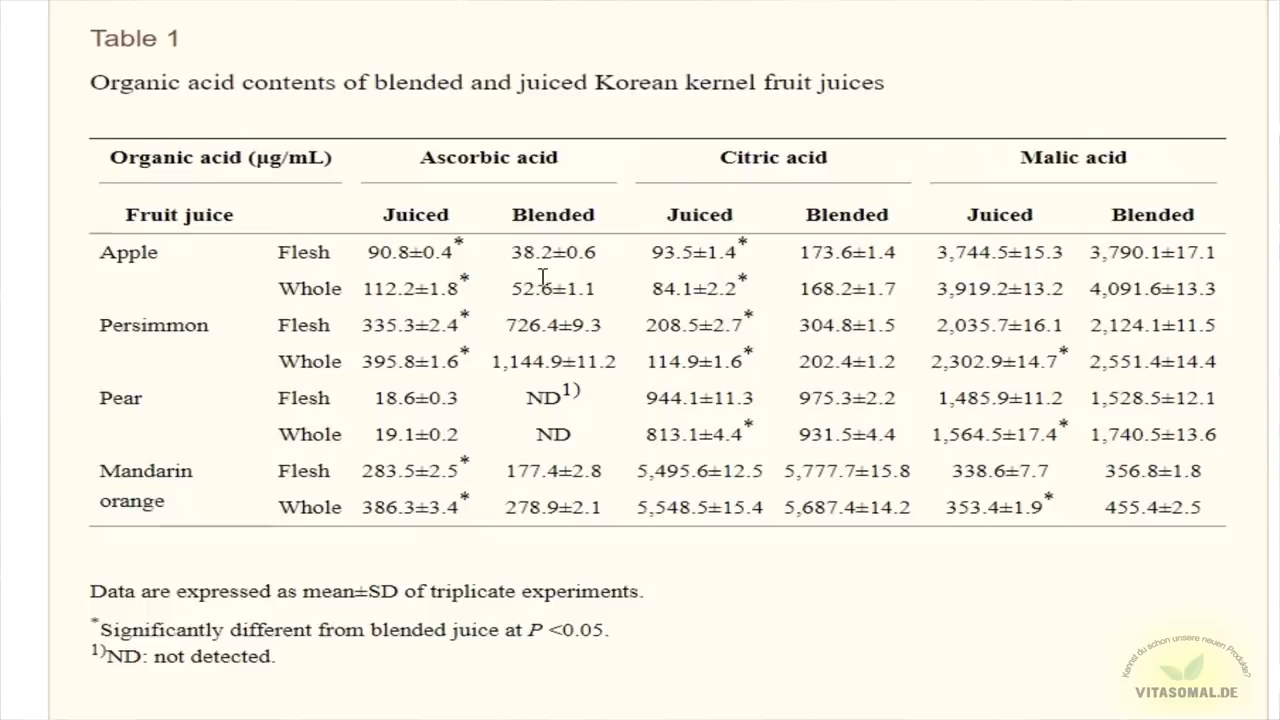 Table 1
Organic acid contents of blended and juiced Korean kernel fruit juices
Organic acid (µg/mL) Ascorbic acid Citric acid Malic acid
Fruit juice Juiced Blended Juiced Blended Juiced Blended
Apple Flesh 90.8±0.4* 38.2±0.6 93.5±1.4* 173.6±1.4 3,744.5±15.3 3,790.1±17.1
Whole 112.2±1.8* 52.6±1.1 84.1±2.2* 168.2±1.7 3,919.2±13.2 4,091.6±13.3
Persimmon Flesh 335.3±2.4* 726.4±9.3 208.5±2.7* 304.8±1.5 2,035.7±16.1 2,124.1±11.5
Whole 395.8±1.6* 1,144.9±11.2 114.9±1.6* 202.4±1.2 2,302.9±14.7* 2,551.4±14.4
Pear Flesh 18.6±0.3 ND1) 944.1±11.3 975.3±2.2 1,485.9±11.2 1,528.5±12.1
Whole 19.1±0.2 ND 813.1±4.4* 931.5±4.4 1,564.5±17.4* 1,740.5±13.6
Mandarin Flesh 283.5±2.5* 177.4±2.8 5,495.6±12.5 5,777.7±15.8 338.6±7.7 356.8±1.8
orange Whole 386.3±3.4* 278.9±2.1 5,548.5±15.4 5,687.4±14.2 353.4±1.9* 455.4±2.5
Data are expressed as mean±SD of triplicate experiments.
*Significantly different from blended juice at P <0.05.
1)ND: not detected.
Kennst du schon unsere neuen Produkte?
VITASOMAL.DE